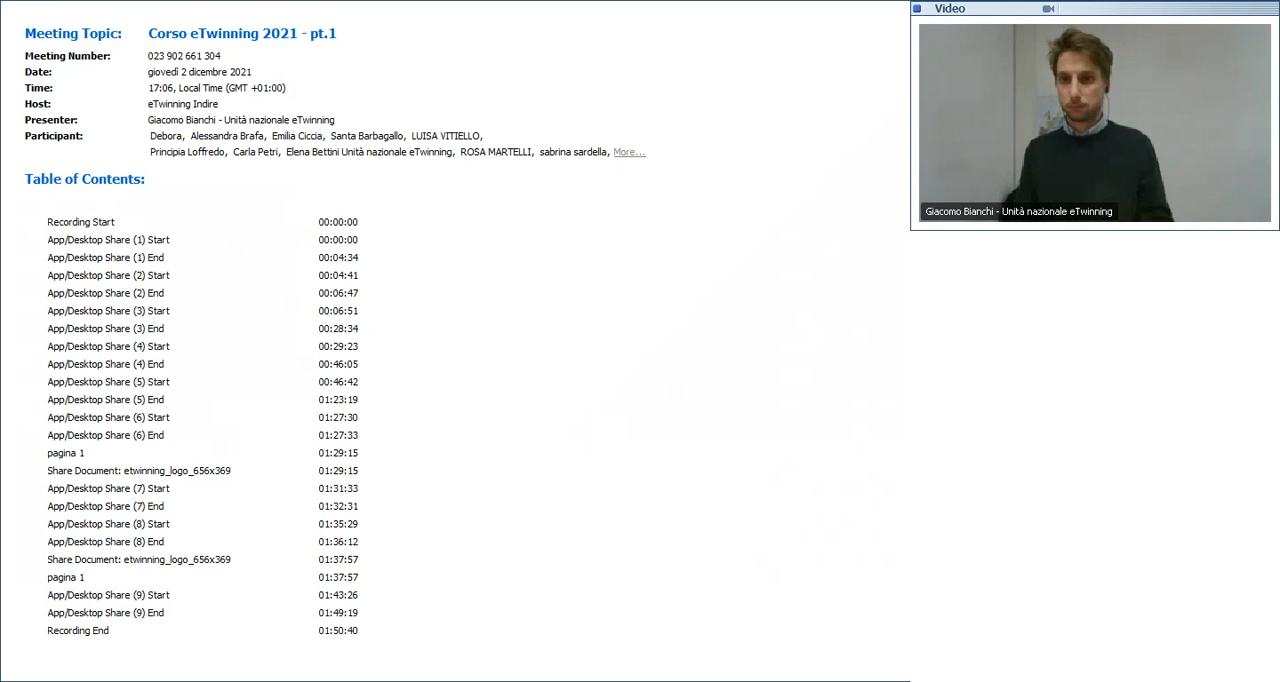 Meeting Topic: Corso eTwinning 2021 - pt.1
Meeting Number: 023 902 661 304
Date: giovedì 2 dicembre 2021
Time: 17:06, Local Time (GMT +01:00)
Host: eTwinning Indire
Presenter: Giacomo Bianchi - Unità nazionale eTwinning
Participant: Debora, Alessandra Brafa, Emilia Ciccia, Santa Barbagallo, LUISA VITIELLO,
Principia Loffredo, Carla Petri, Elena Bettini Unità nazionale eTwinning, ROSA MARTELLI, sabrina sardella, More...
Table of Contents:
Recording Start 00:00:00
App/Desktop Share (1) Start 00:00:00
App/Desktop Share (1) End 00:04:34
App/Desktop Share (2) Start 00:04:41
App/Desktop Share (2) End 00:06:47
App/Desktop Share (3) Start 00:06:51
App/Desktop Share (3) End 00:28:34
App/Desktop Share (4) Start 00:29:23
App/Desktop Share (4) End 00:46:05
App/Desktop Share (5) Start 00:46:42
App/Desktop Share (5) End 01:23:19
App/Desktop Share (6) Start 01:27:30
App/Desktop Share (6) End 01:27:33
pagina 1 01:29:15
Share Document: etwinning_logo_656x369 01:29:15
App/Desktop Share (7) Start 01:31:33
App/Desktop Share (7) End 01:32:31
App/Desktop Share (8) Start 01:35:29
App/Desktop Share (8) End 01:36:12
Share Document: etwinning_logo_656x369 01:37:57
pagina 1 01:37:57
App/Desktop Share (9) Start 01:43:26
App/Desktop Share (9) End 01:49:19
Recording End 01:50:40
Video
Giacomo Bianchi - Unità nazionale eTwinning